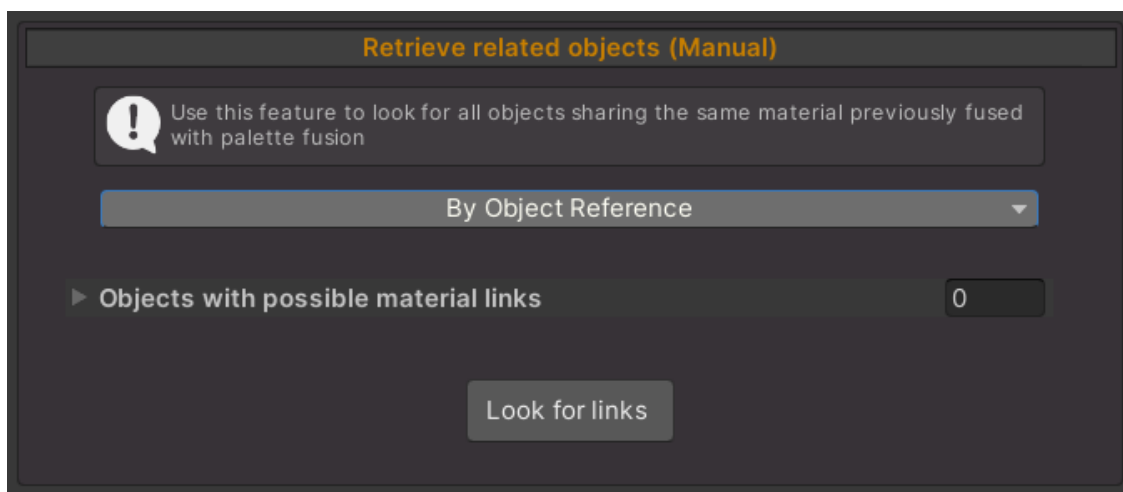 Retrieve related objects (Manual)
Use this feature to look for all objects sharing the same material previously fused
with palette fusion
By Object Reference
Objects with possible material links
0
Look for links